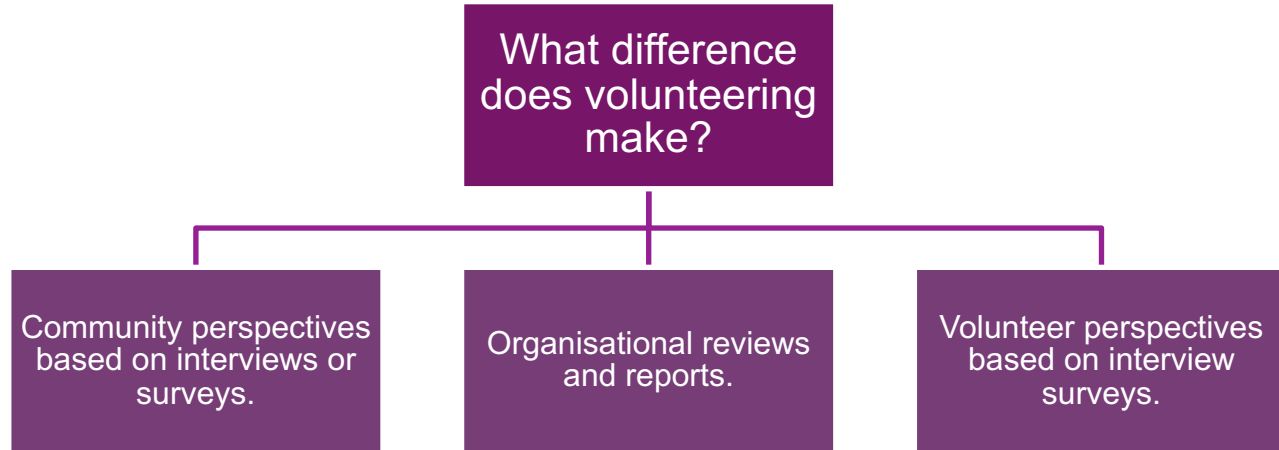 What difference
does volunteering
make?
Community perspectives
based on interviews or
surveys.
Organisational reviews
and reports.
Volunteer perspectives
based on interview
surveys.